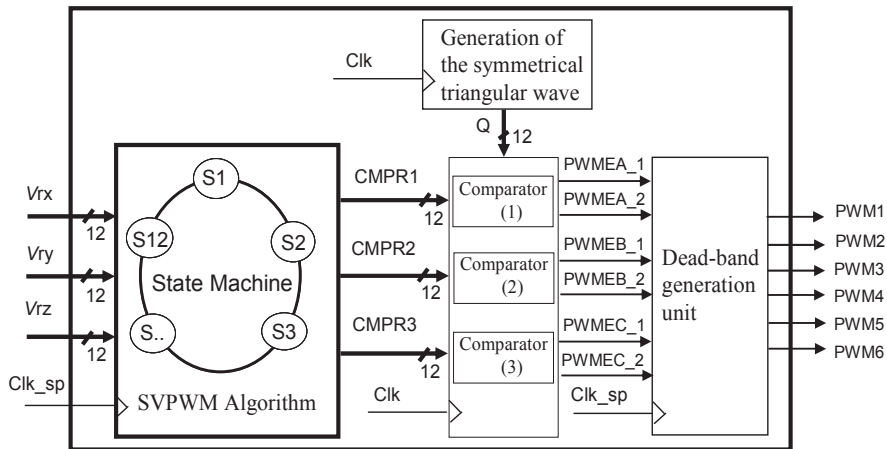 Generation of
the symmetrical
triangular wave
Clk
Q
12
Vrx
12
Vry
12
Vrz
12
Clk_sp
S1
S2
S3
S..
S12
State Machine
SVPWM Algorithm
CMPR1
12
CMPR2
12
CMPR3
12
Clk
Comparator
(1)
Comparator
(2)
Comparator
(3)
PWMEA_1
PWMEA_2
PWMEB_1
PWMEB_2
PWMEC_1
PWMEC_2
Clk_sp
Dead-band
generation
unit
PWM1
PWM2
PWM3
PWM4
PWM5
PWM6